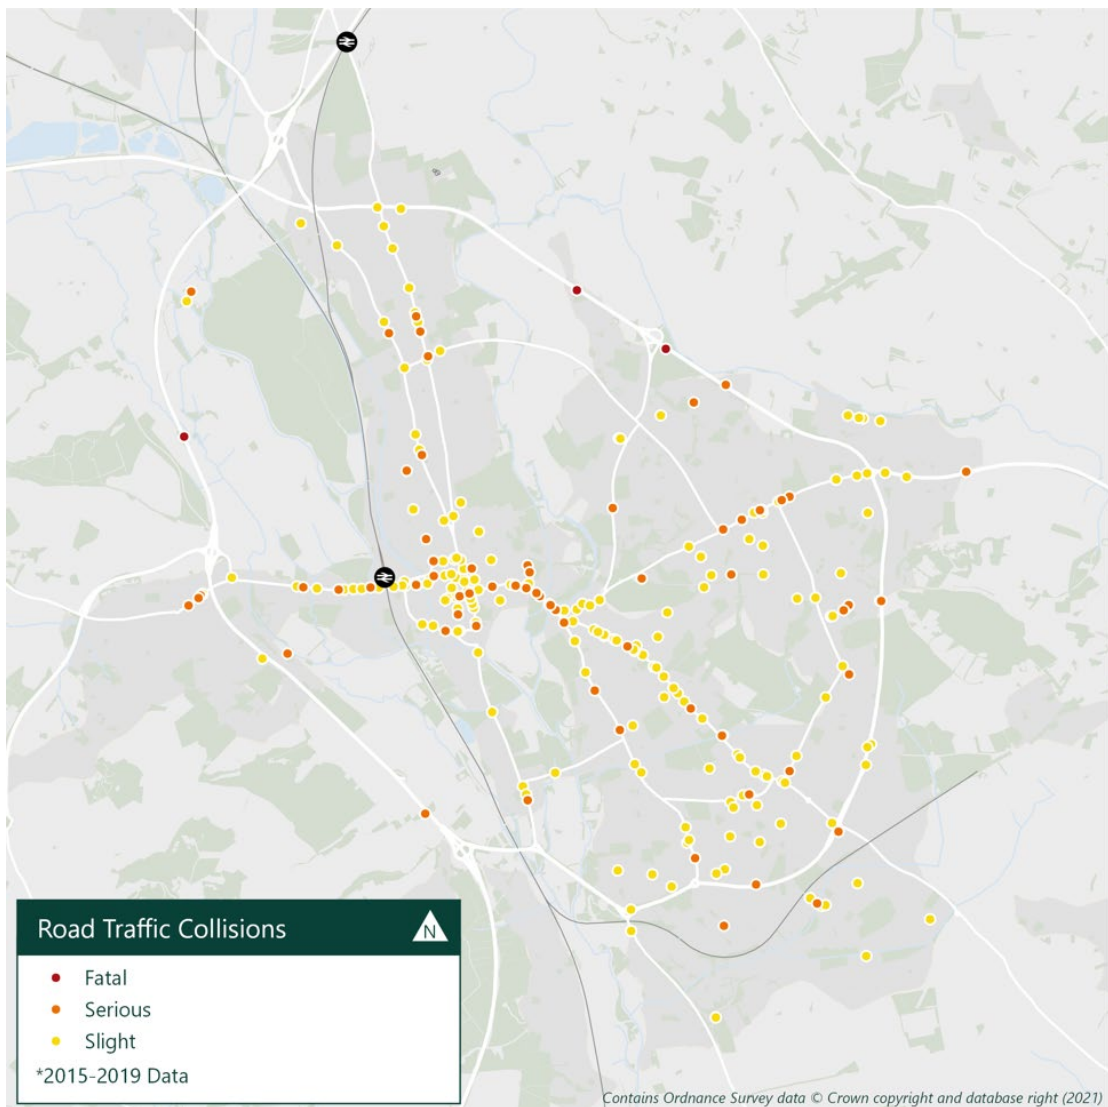 Road Traffic Collisions
N
Fatal
Serious
Slight
*2015-2019 Data
Contains Ordnance Survey data © Crown copyright and database right (2021)